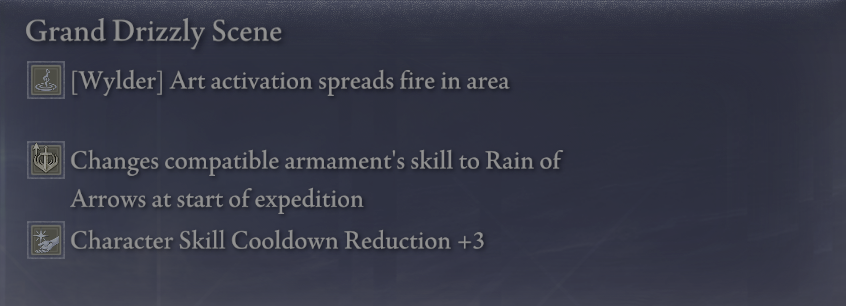 Grand Drizzly Scene
[Wylder] Art activation spreads fire in area
Changes compatible armament's skill to Rain of
Arrows at start of expedition
Character Skill Cooldown Reduction +3